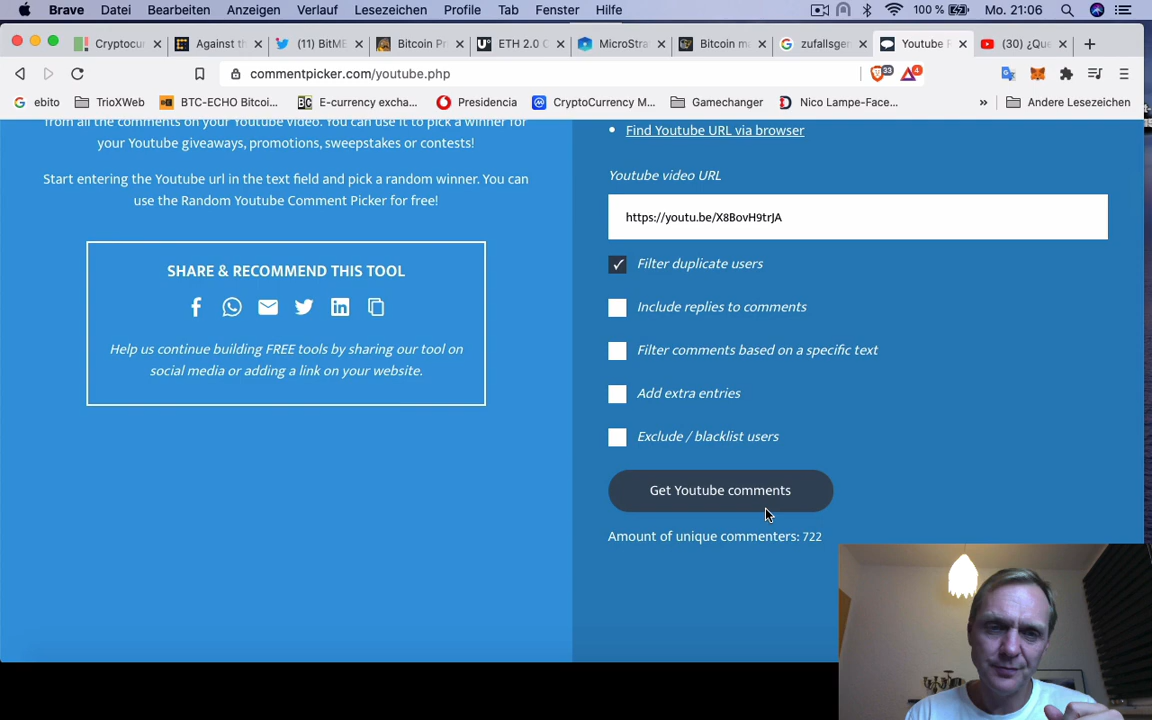 Brave Datei Bearbeiten Anzeigen Verlauf Lesezeichen Profile Tab Fenster Hilfe 100 % Mo. 21:06
Cryptocur Against th (11) BitME Bitcoin Pr ETH 2.0 C MicroStrat Bitcoin ma zufallsger Youtube R (30) ¿Que
commentpicker.com/youtube.php 33 4
ebito TrioXWeb BTC-ECHO Bitcoi... E-currency excha... Presidencia CryptoCurrency M... Gamechanger Nico Lampe-Face... » Andere Lesezeichen
from all the comments on your Youtube video. You can use it to pick a winner for
your Youtube giveaways, promotions, sweepstakes or contests!
Start entering the Youtube url in the text field and pick a random winner. You can
use the Random Youtube Comment Picker for free!
SHARE & RECOMMEND THIS TOOL
Help us continue building FREE tools by sharing our tool on
social media or adding a link on your website.
Find Youtube URL via browser
Youtube video URL
https://youtu.be/X8BovH9trJA
Filter duplicate users
Include replies to comments
Filter comments based on a specific text
Add extra entries
Exclude / blacklist users
Get Youtube comments
Amount of unique commenters: 722